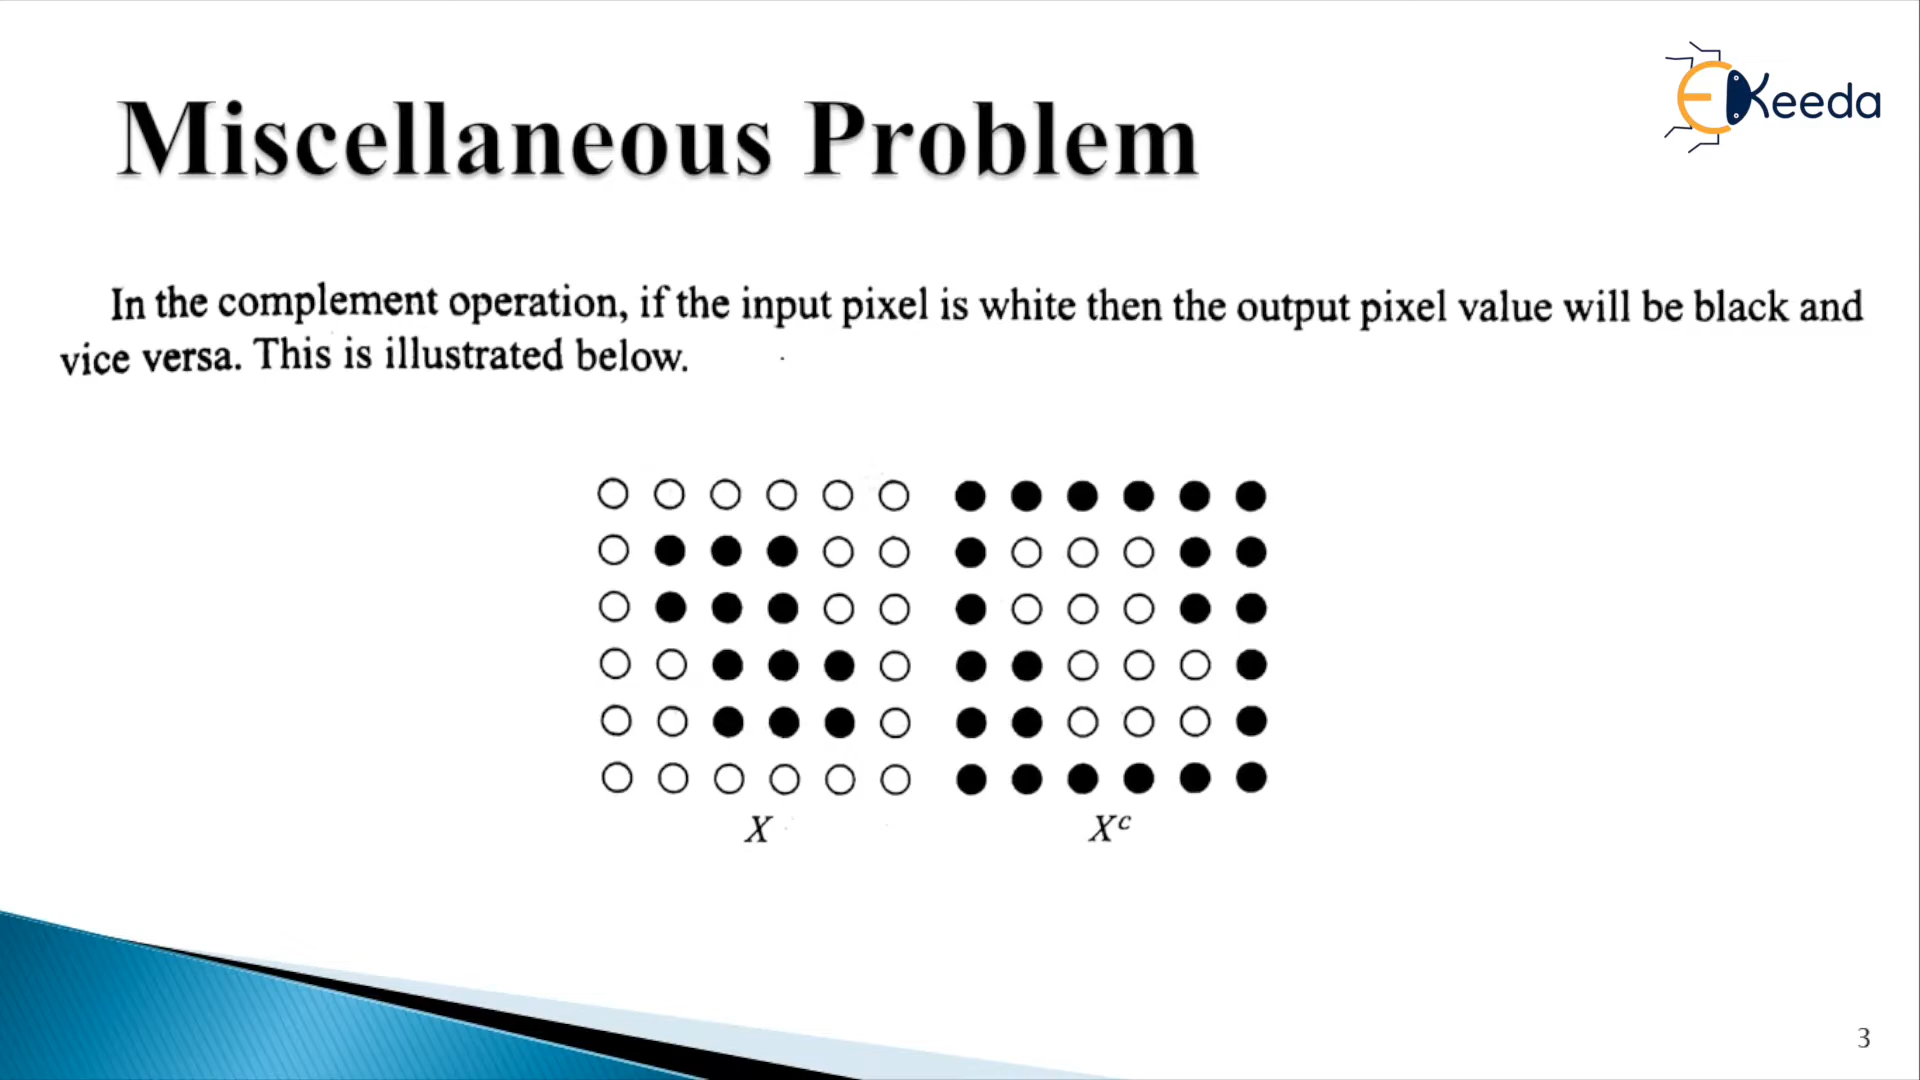 EKeeda
Miscellaneous Problem
In the complement operation, if the input pixel is white then the output pixel value will be black and
vice versa. This is illustrated below.
X
Xᶜ
3